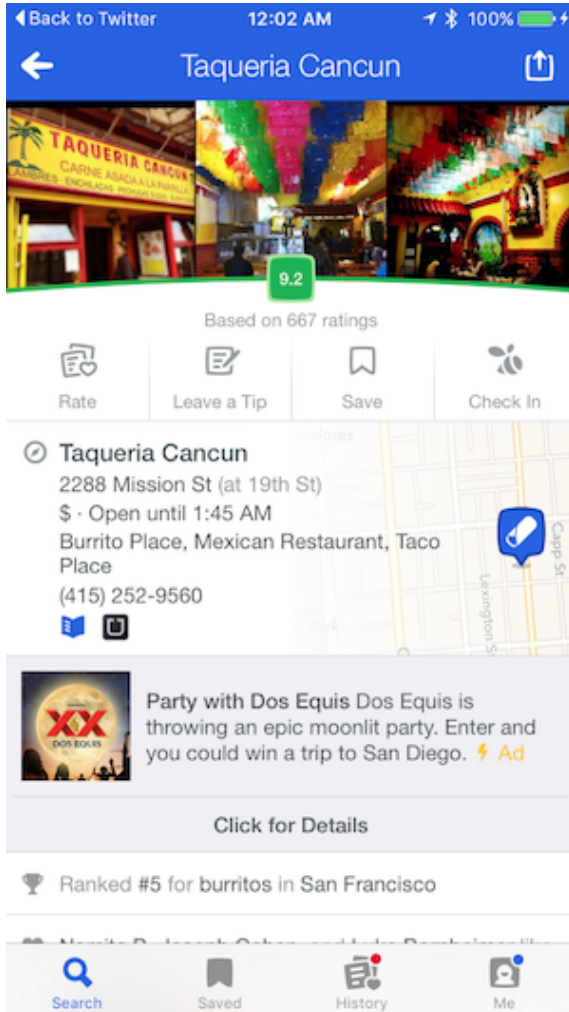 Back to Twitter 12:02 AM 100%
Taqueria Cancun
TAQUERIA CANCUN
CARNE ASADA A LA PARRILLA
9.2
Based on 667 ratings
Rate Leave a Tip Save Check In
Taqueria Cancun
2288 Mission St (at 19th St)
$ · Open until 1:45 AM
Burrito Place, Mexican Restaurant, Taco
Place
(415) 252-9560
Dolores
Park
Lexington St
Capp St
XX
DOS EQUIS
Party with Dos Equis Dos Equis is
throwing an epic moonlit party. Enter and
you could win a trip to San Diego. Ad
Click for Details
Ranked #5 for burritos in San Francisco
Search Saved History Me